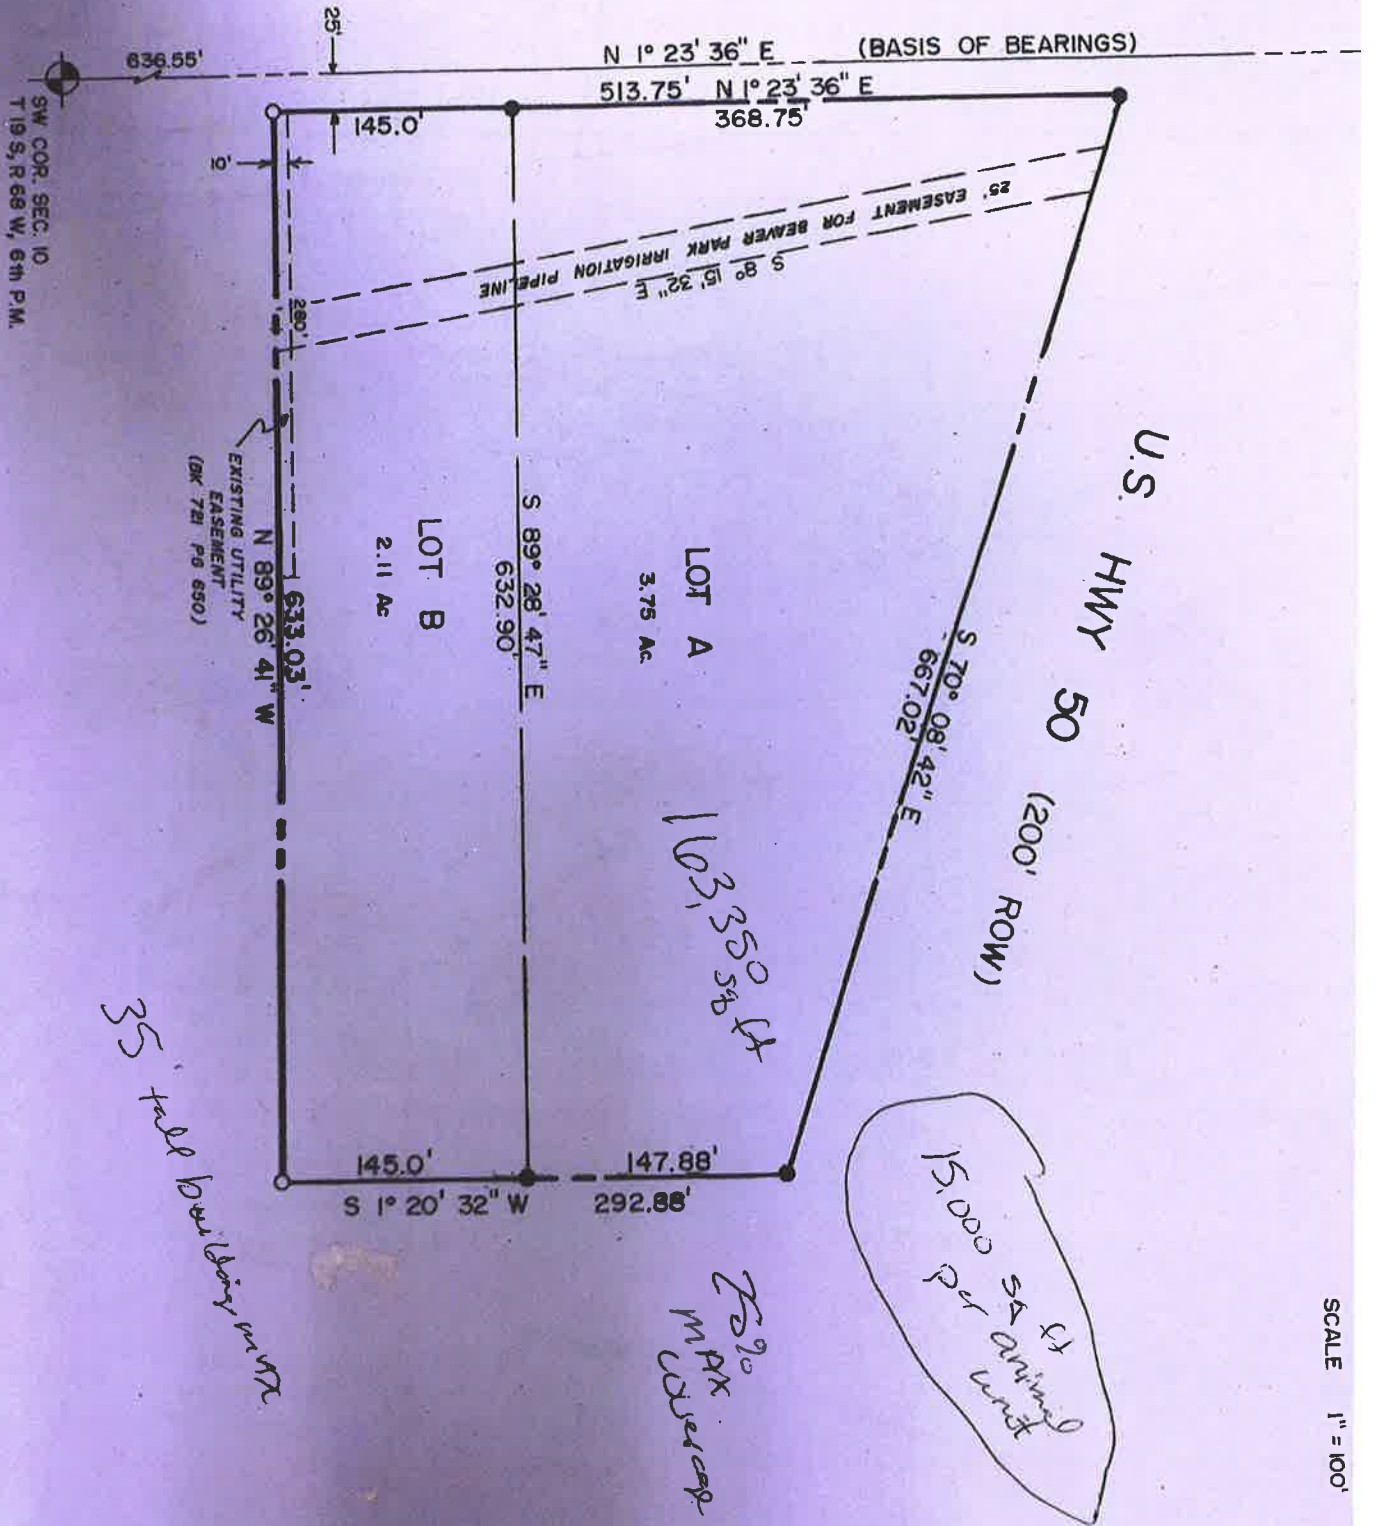 SCALE 1" = 100'
N 1° 23' 36" E (BASIS OF BEARINGS)
636.55'
25'
513.75' N 1° 23' 36" E
145.0'
368.75'
10'
SW COR. SEC. 10
T 19 S, R 68 W, 6 th P.M.
25' EASEMENT FOR BEAVER PARK IRRIGATION PIPELINE
S 8° 15' 32" E
280'
U.S. HWY 50 (200' ROW)
S 70° 08' 42" E
667.02'
LOT A
3.75 Ac.
163,350
sq ft
S 89° 28' 47" E
632.90'
LOT B
2.11 Ac
633.03'
N 89° 26' 41" W
EXISTING UTILITY
EASEMENT
(BK 721 PG 650)
145.0'
147.88'
S 1° 20' 32" W
292.88'
15,000 sq ft
per animal
unit
25%
MAX
coverage
35' tall building max